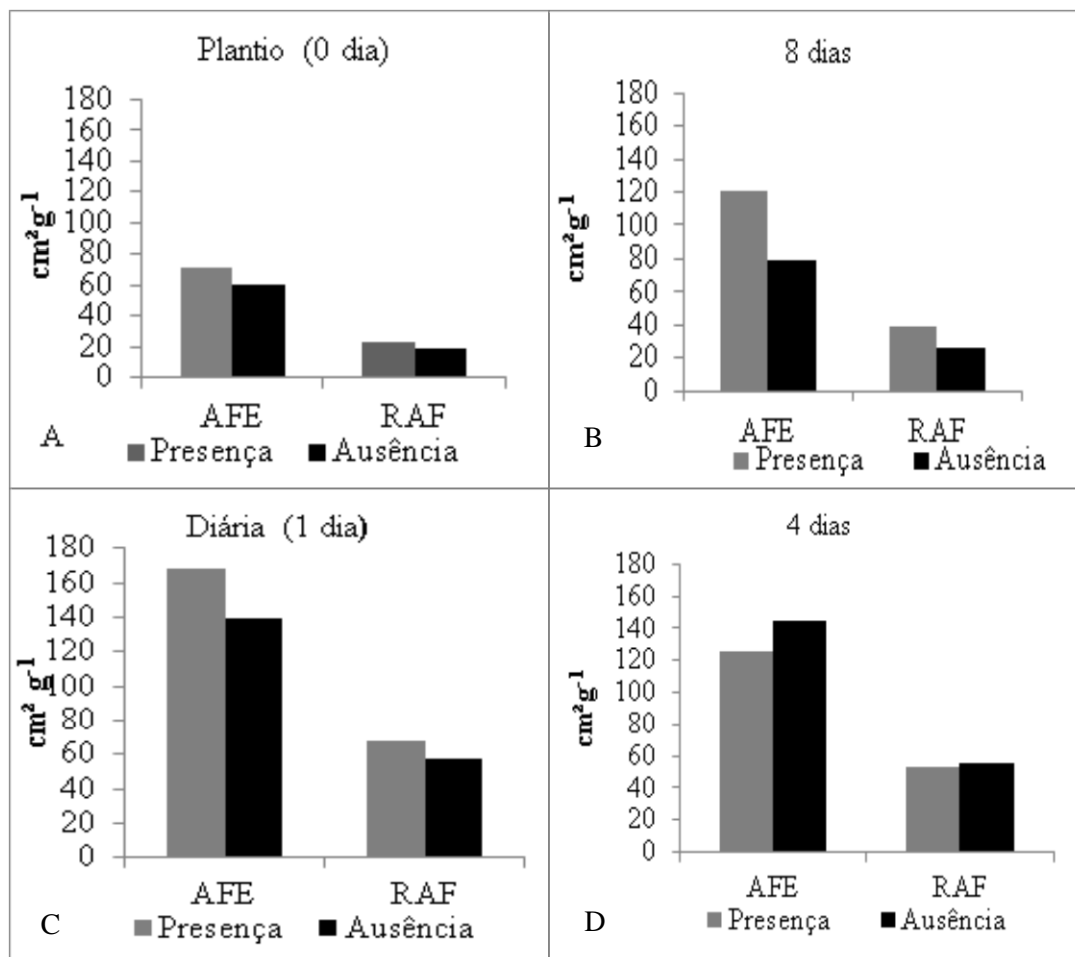 Plantio (0 dia)
180
160
140
120
100
80
60
40
20
0
cm²g⁻¹
AFE RAF
A
Presença Ausência
8 dias
180
160
140
120
100
80
60
40
20
0
cm²g⁻¹
AFE RAF
B
Presença Ausência
Diária (1 dia)
180
160
140
120
100
80
60
40
20
0
cm² g⁻¹
AFE RAF
C
Presença Ausência
4 dias
180
160
140
120
100
80
60
40
20
0
cm²g⁻¹
AFE RAF
D
Presença Ausência